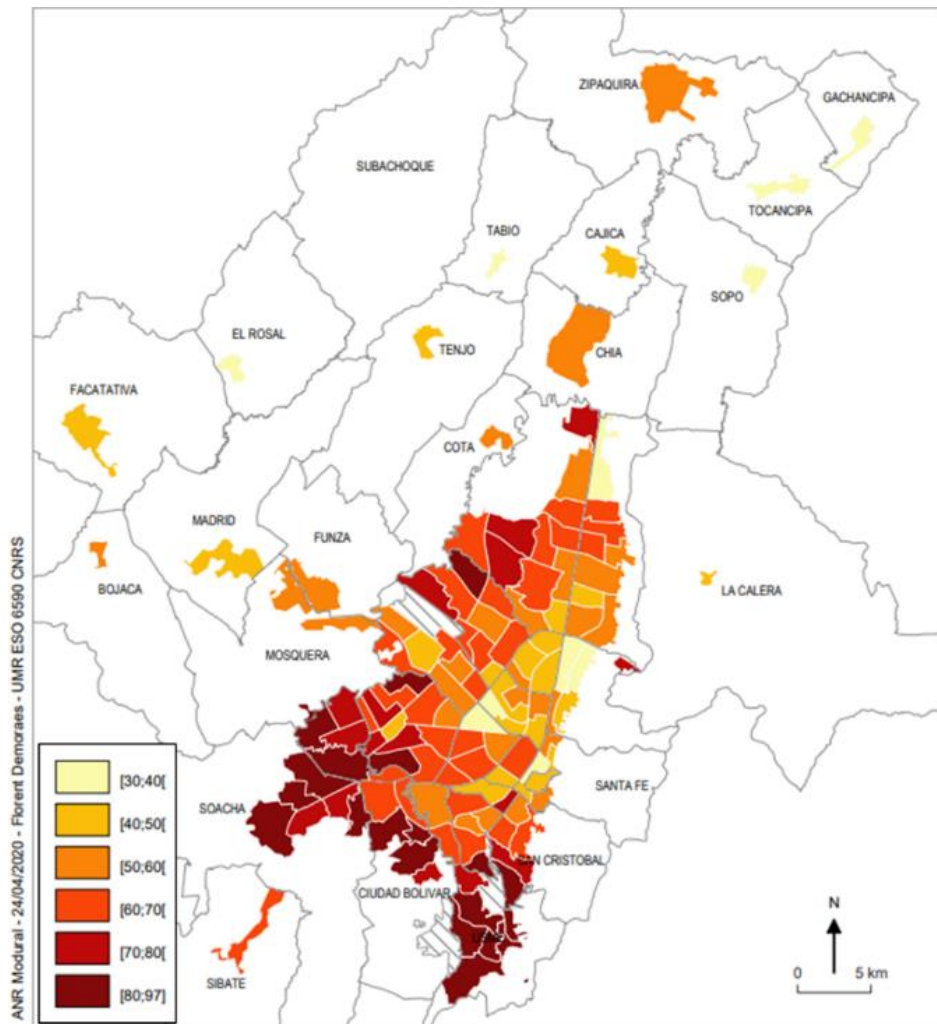 ZIPAQUIRA
GACHANCIPA
SUBACHOQUE
TOCANCIPA
TABIO
CAJICA
SOPO
EL ROSAL
TENJO
CHIA
FACATATIVA
COTA
MADRID
FUNZA
BOJACA
LA CALERA
MOSQUERA
SANTA FE
SOACHA
SAN CRISTOBAL
CIUDAD BOLIVAR
SIBATE
[30;40[
[40;50[
[50;60[
[60;70[
[70;80[
[80;97]
N
0 5 km
ANR Modural - 24/04/2020 - Florent Demoraes - UMR ESO 6590 CNRS